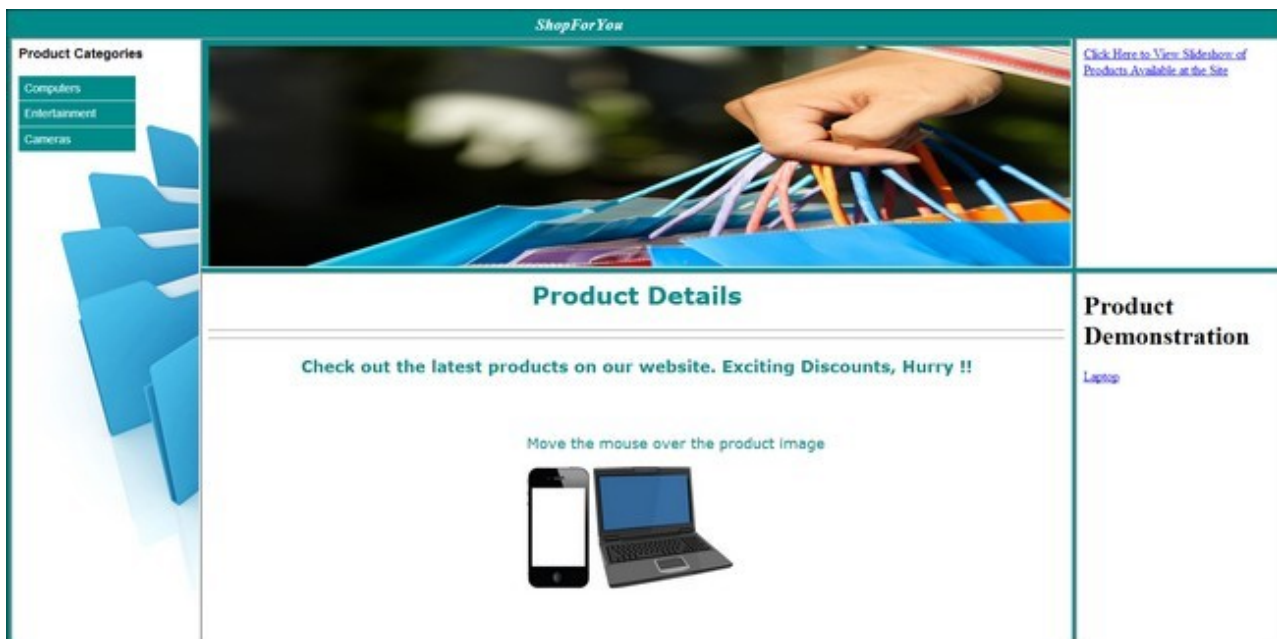 ShopForYou
Product Categories
Computers
Entertainment
Cameras
Click Here to View Slideshow of
Products Available at the Site
Product Details
Check out the latest products on our website. Exciting Discounts, Hurry !!
Move the mouse over the product image
Product
Demonstration
Laptop